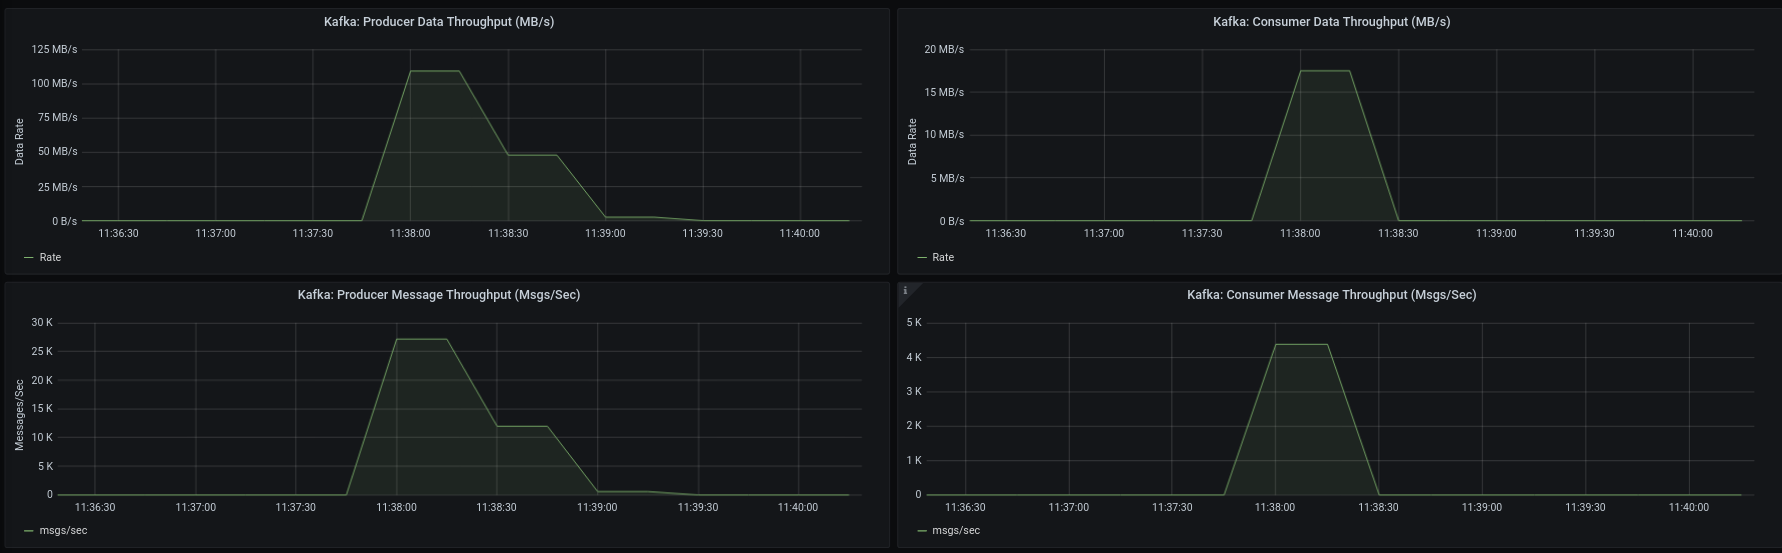 Kafka: Producer Data Throughput (MB/s)
125 MB/s
100 MB/s
75 MB/s
50 MB/s
25 MB/s
0 B/s
Data Rate
11:36:30 11:37:00 11:37:30 11:38:00 11:38:30 11:39:00 11:39:30 11:40:00
Rate
Kafka: Consumer Data Throughput (MB/s)
20 MB/s
15 MB/s
10 MB/s
5 MB/s
0 B/s
Data Rate
11:36:30 11:37:00 11:37:30 11:38:00 11:38:30 11:39:00 11:39:30 11:40:00
Rate
Kafka: Producer Message Throughput (Msgs/Sec)
30 K
25 K
20 K
15 K
10 K
5 K
0
Messages/Sec
11:36:30 11:37:00 11:37:30 11:38:00 11:38:30 11:39:00 11:39:30 11:40:00
msgs/sec
i
Kafka: Consumer Message Throughput (Msgs/Sec)
5 K
4 K
3 K
2 K
1 K
0
11:36:30 11:37:00 11:37:30 11:38:00 11:38:30 11:39:00 11:39:30 11:40:00
msgs/sec